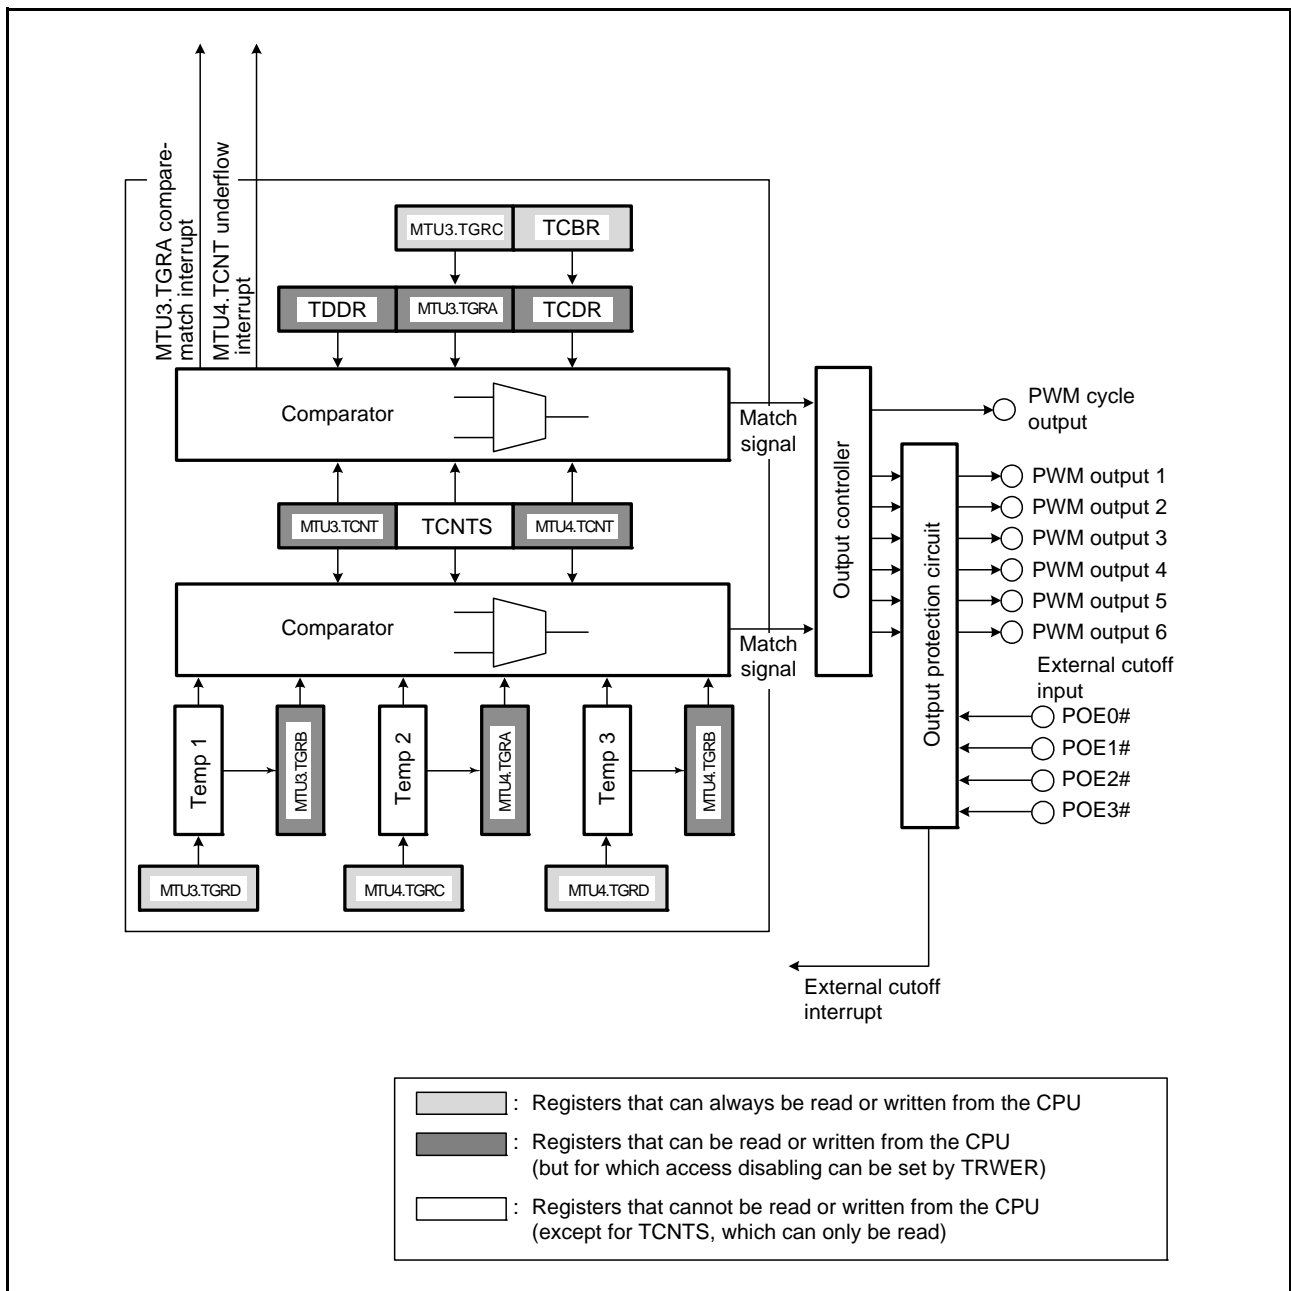 MTU3.TGRA compare-
match interrupt
MTU4.TCNT underflow
interrupt
MTU3.TGRC
TCBR
TDDR
MTU3.TGRA
TCDR
Comparator
Match
signal
PWM cycle
output
Output controller
Output protection circuit
PWM output 1
PWM output 2
PWM output 3
PWM output 4
PWM output 5
PWM output 6
MTU3.TCNT
TCNTS
MTU4.TCNT
Comparator
Match
signal
External cutoff
input
POE0#
POE1#
POE2#
POE3#
Temp 1
MTU3.TGRB
Temp 2
MTU4.TGRA
Temp 3
MTU4.TGRB
MTU3.TGRD
MTU4.TGRC
MTU4.TGRD
External cutoff
interrupt
: Registers that can always be read or written from the CPU
: Registers that can be read or written from the CPU
(but for which access disabling can be set by TRWER)
: Registers that cannot be read or written from the CPU
(except for TCNTS, which can only be read)